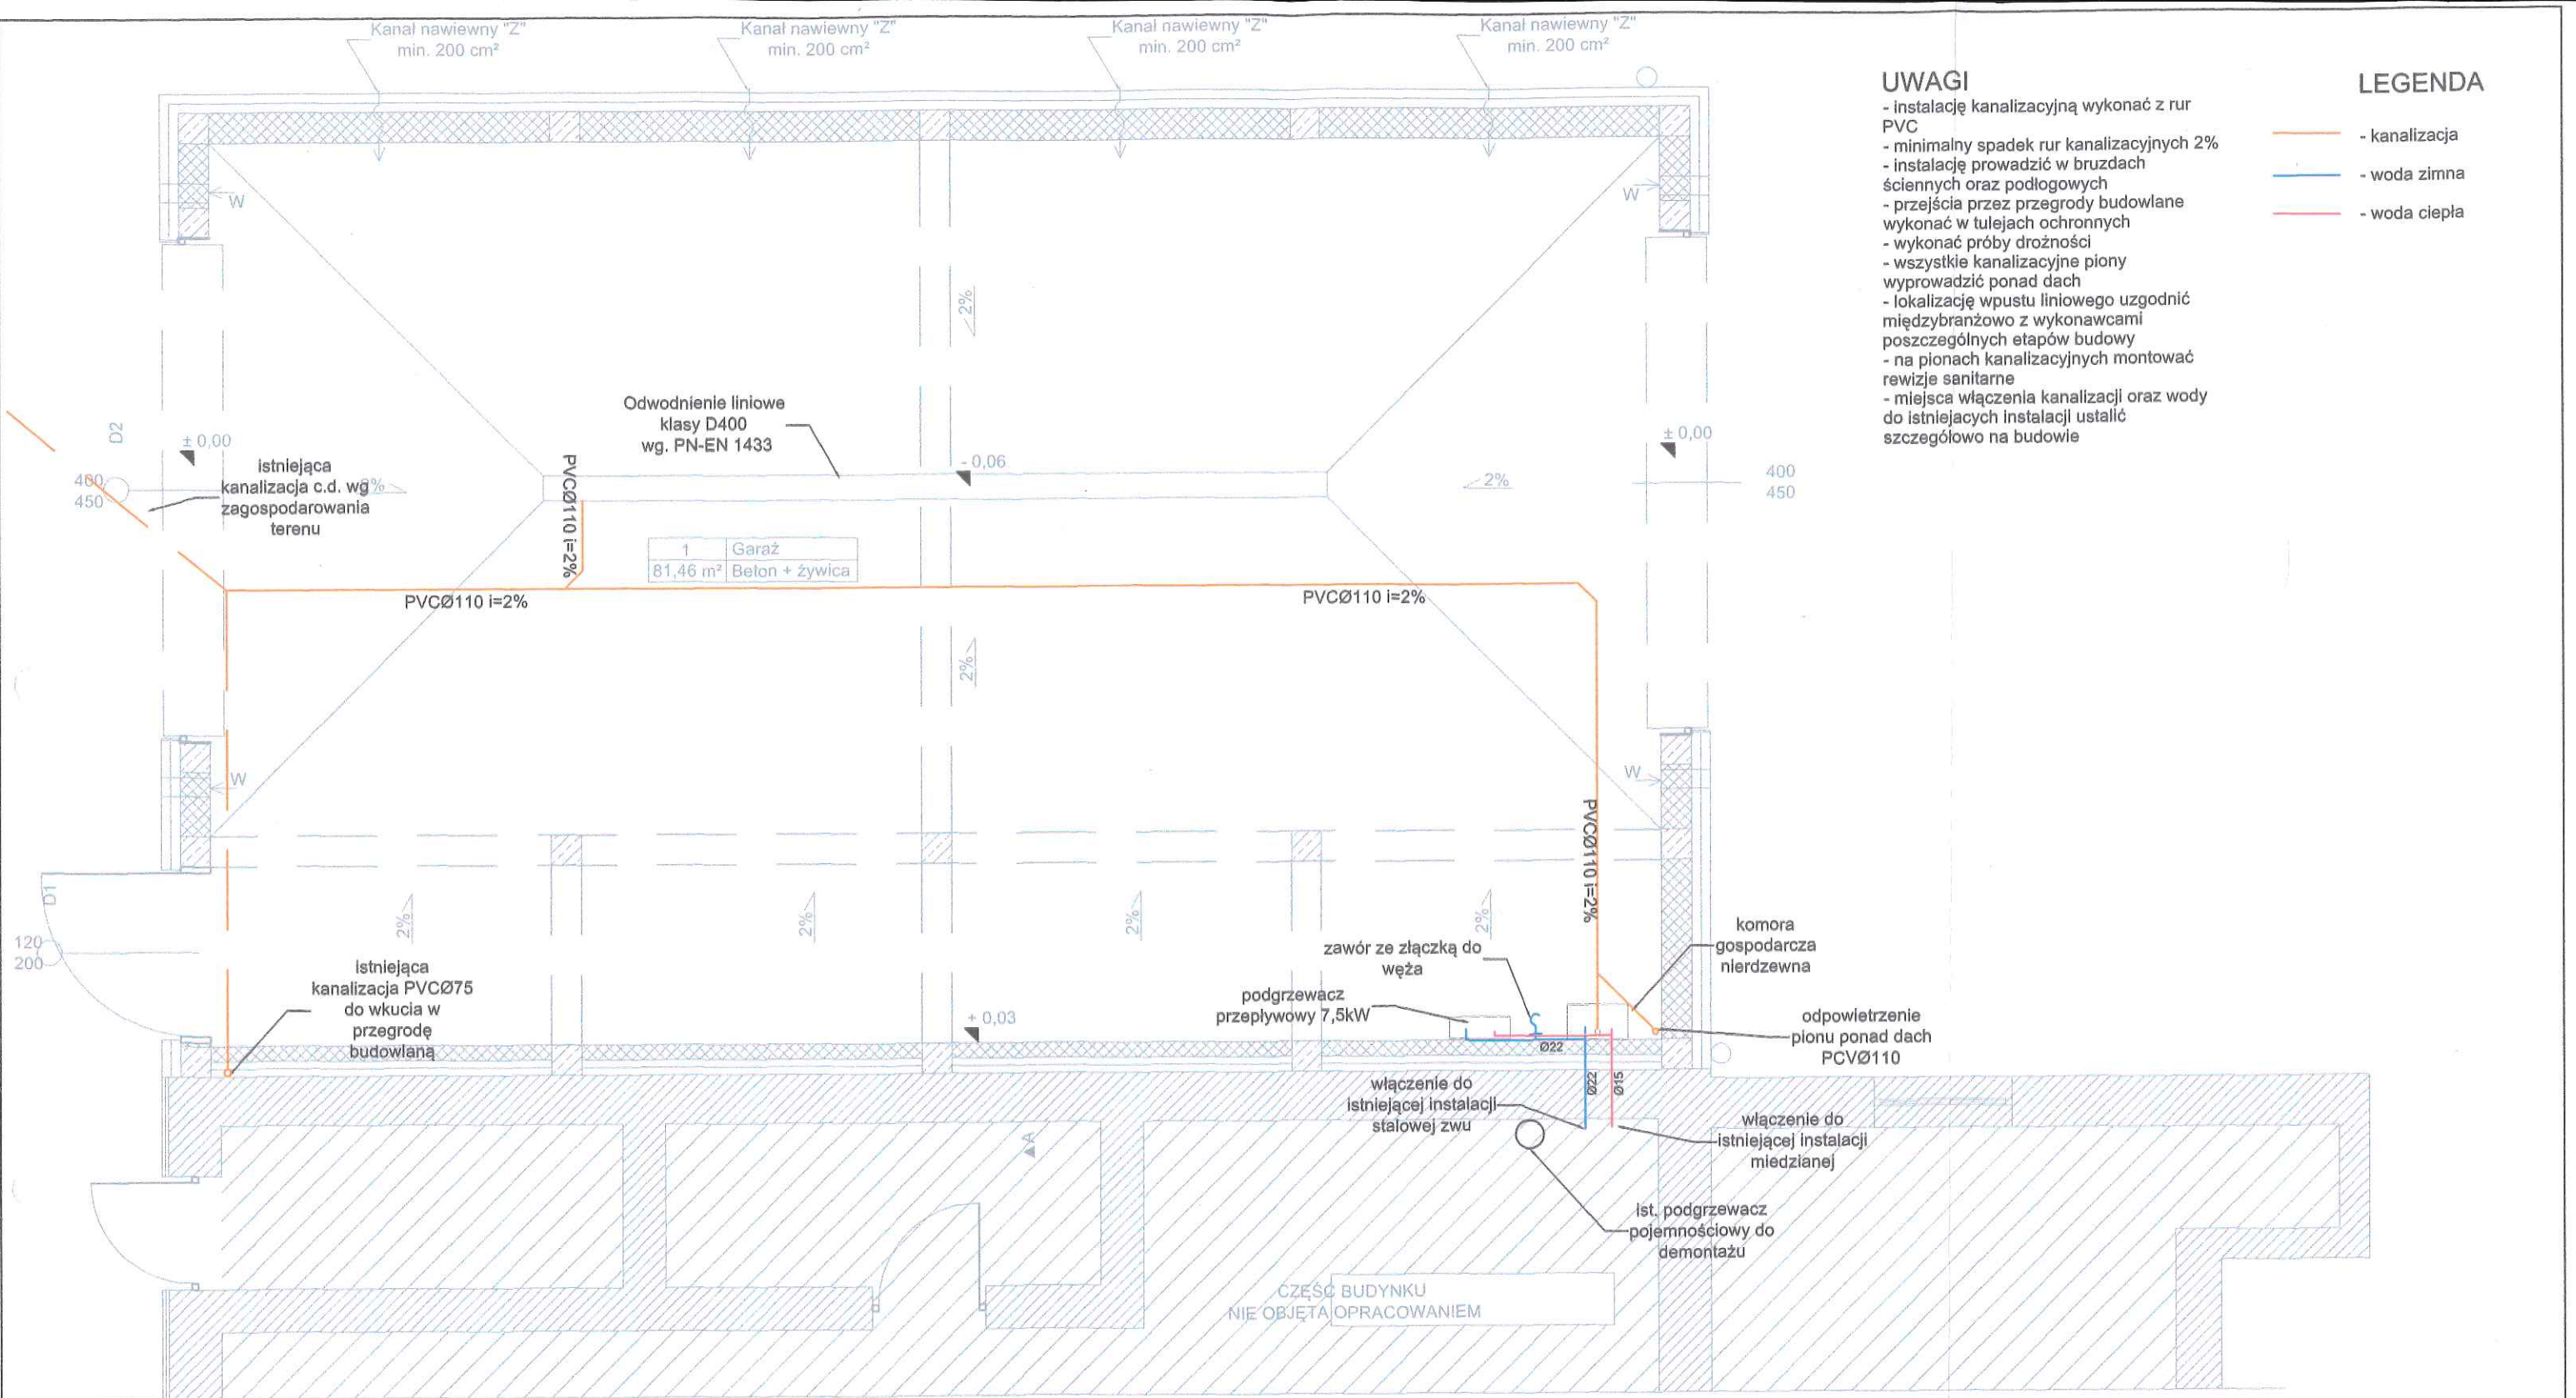 Kanał nawiewny "Z"
min. 200 cm²
Kanał nawiewny "Z"
min. 200 cm²
Kanał nawiewny "Z"
min. 200 cm²
Kanał nawiewny "Z"
min. 200 cm²
UWAGI
- instalację kanalizacyjną wykonać z rur
PVC
- minimalny spadek rur kanalizacyjnych 2%
- instalację prowadzić w bruzdach
ściennych oraz podłogowych
- przejścia przez przegrody budowlane
wykonać w tulejach ochronnych
- wykonać próby drożności
- wszystkie kanalizacyjne piony
wyprowadzić ponad dach
- lokalizację wpustu liniowego uzgodnić
międzybranżowo z wykonawcami
poszczególnych etapów budowy
- na pionach kanalizacyjnych montować
rewizje sanitarne
- miejsca włączenia kanalizacji oraz wody
do istniejacych instalacji ustalić
szczegółowo na budowie
LEGENDA
- kanalizacja
- woda zimna
- woda ciepła
W
W
2%
Odwodnienie liniowe
klasy D400
wg. PN-EN 1433
D2
± 0,00
± 0,00
- 0,06
400
450
istniejąca
kanalizacja c.d. wg
zagospodarowania
terenu
2%
PVCØ110 i=2%
2%
400
450
1 Garaż
81,46 m² Beton + żywica
PVCØ110 i=2%
PVCØ110 i=2%
2%
W
W
PVCØ110 i=2%
D1
120
200
2%
2%
2%
2%
istniejąca
kanalizacja PVCØ75
do wkucia w
przegrodę
budowlaną
+ 0,03
zawór ze złączką do
węża
podgrzewacz
przepływowy 7,5kW
komora
gospodarcza
nierdzewna
odpowietrzenie
pionu ponad dach
PCVØ110
Ø22
Ø22
Ø15
włączenie do
istniejącej instalacji
stalowej zwu
włączenie do
istniejącej instalacji
miedzianej
A
ist. podgrzewacz
pojemnościowy do
demontażu
CZĘŚĆ BUDYNKU
NIE OBJĘTA OPRACOWANIEM